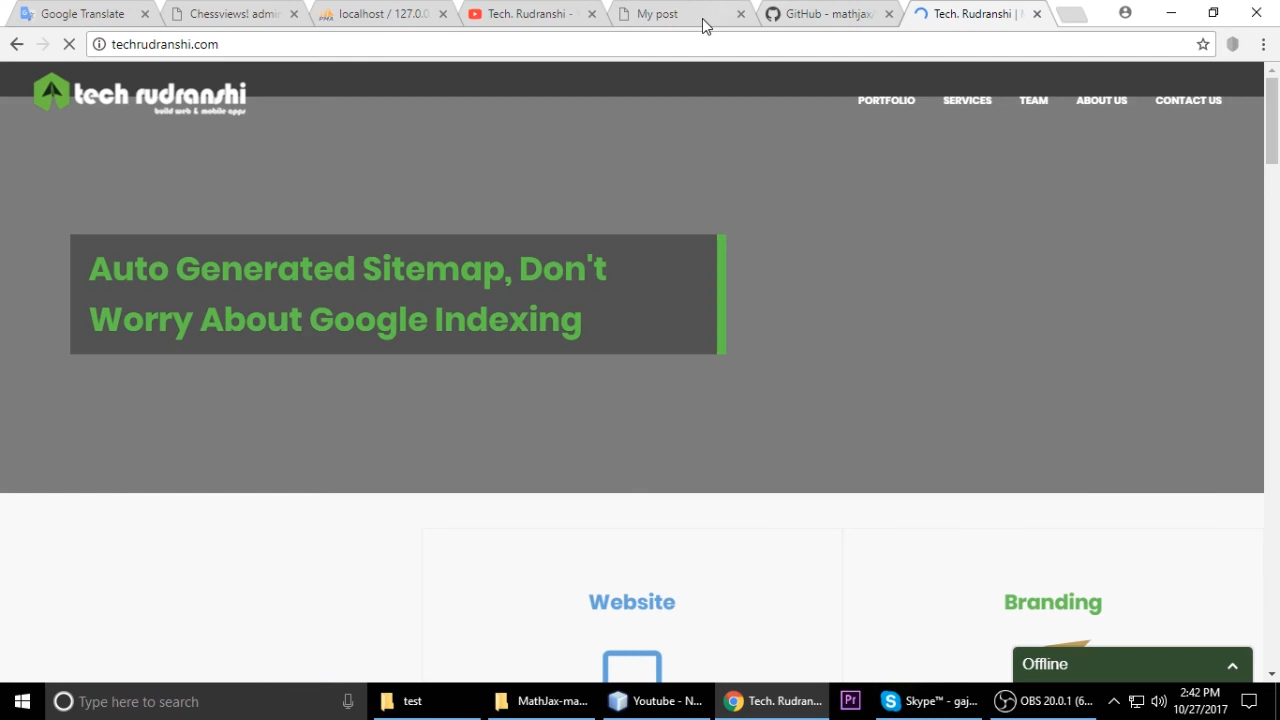 Google Translate
Chessviews! admi
localhost / 127.0.0
Tech. Rudranshi - Y
My post
GitHub - mathjax/
Tech. Rudranshi | M
techrudranshi.com
tech rudranshi
build web & mobile apps
PORTFOLIO
SERVICES
TEAM
ABOUT US
CONTACT US
Auto Generated Sitemap, Don't
Worry About Google Indexing
Website
Branding
Offline
Type here to search
test
MathJax-ma...
Youtube - N...
Tech. Rudran...
Pr
Skype™ - gaj...
OBS 20.0.1 (6...
2:42 PM
10/27/2017